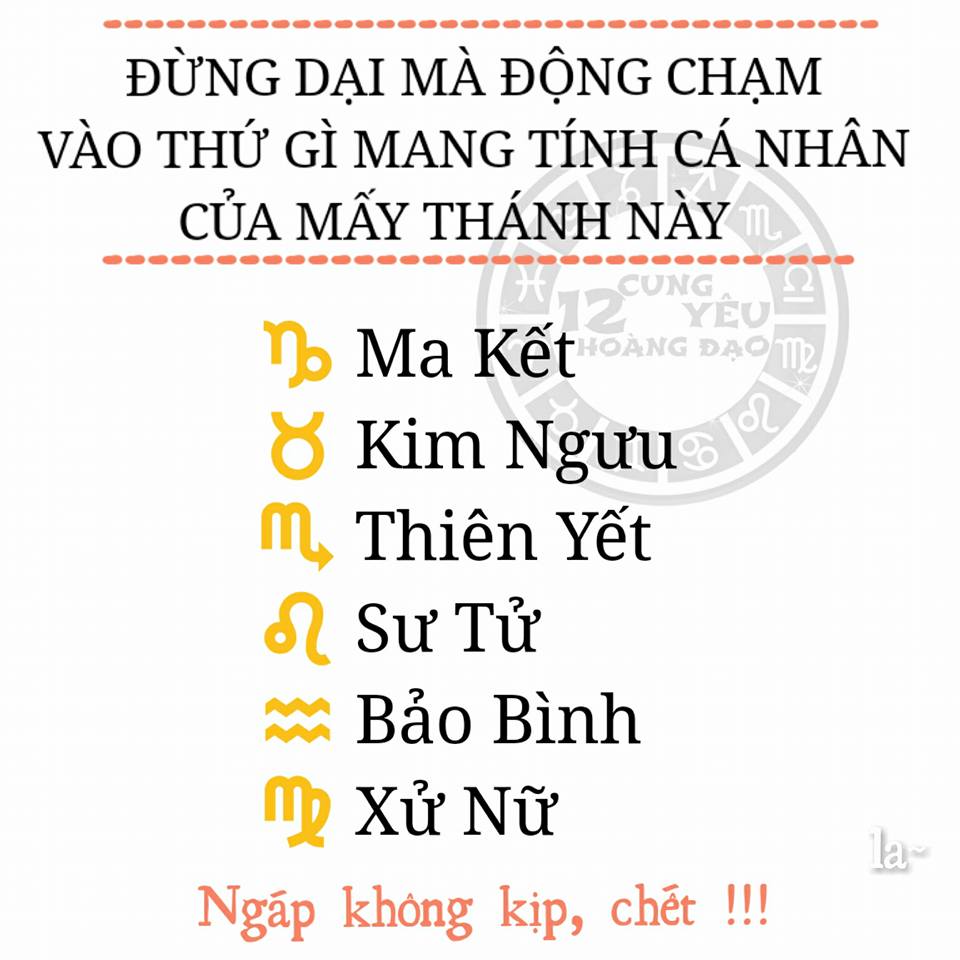 ĐỪNG DẠI MÀ ĐỘNG CHẠM
VÀO THỨ GÌ MANG TÍNH CÁ NHÂN
CỦA MẤY THÁNH NÀY
12 CUNG YÊU
HOÀNG ĐẠO
♑ Ma Kết
♉ Kim Ngưu
♏ Thiên Yết
♌ Sư Tử
♒ Bảo Bình
♍ Xử Nữ
la~
Ngáp không kịp, chết !!!